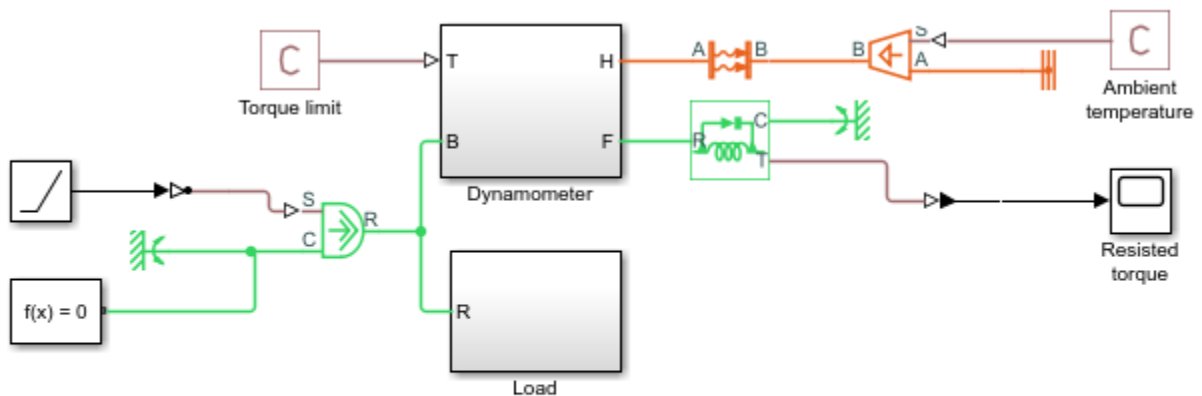 C
Torque limit
T
H
B
F
Dynamometer
A
B
B
S
A
C
Ambient
temperature
R
C
T
S
C
R
f(x) = 0
R
Load
Resisted
torque